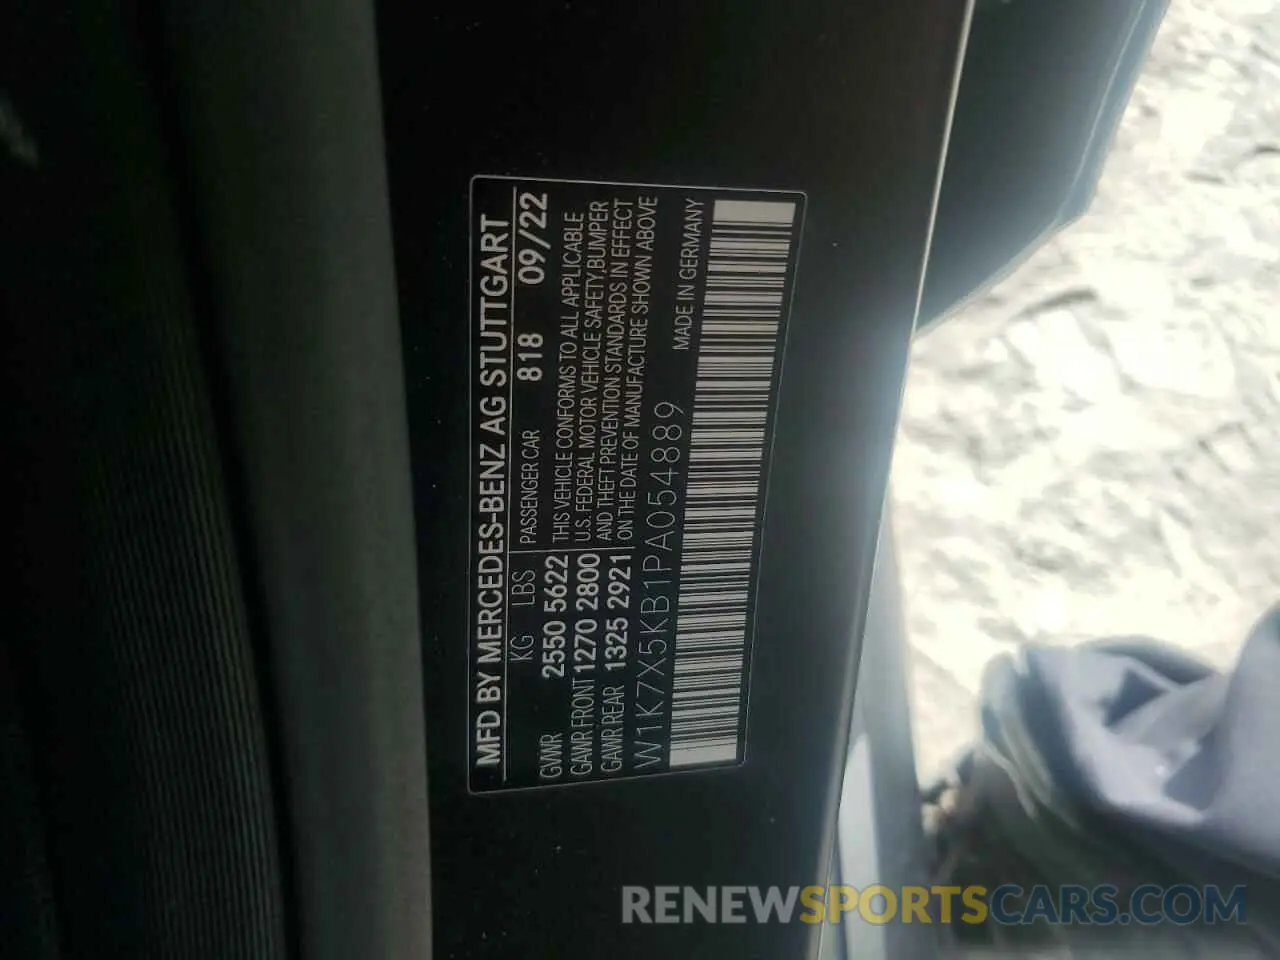 MFD BY MERCEDES-BENZ AG STUTTGART
KG LBS PASSENGER CAR 818 09/22
GVWR 2550 5622
GAWR FRONT 1270 2800
GAWR REAR 1325 2921
THIS VEHICLE CONFORMS TO ALL APPLICABLE
U.S. FEDERAL MOTOR VEHICLE SAFETY,BUMPER
AND THEFT PREVENTION STANDARDS IN EFFECT
ON THE DATE OF MANUFACTURE SHOWN ABOVE
W1K7X5KB1PA054889 MADE IN GERMANY
RENEWSPORTSCARS.COM